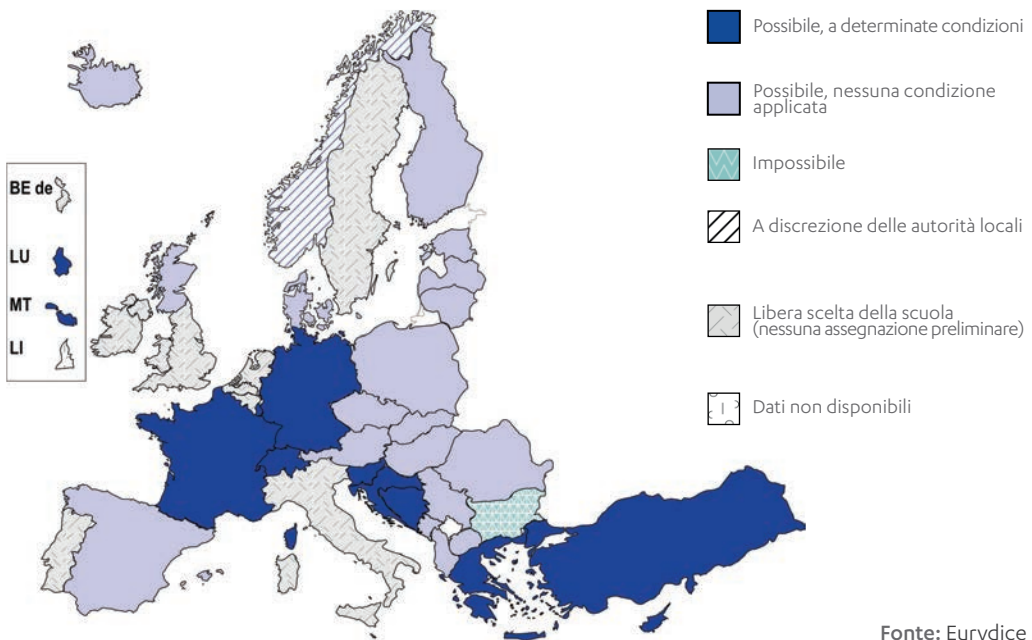 Possibile, a determinate condizioni
Possibile, nessuna condizione
applicata
Impossibile
A discrezione delle autorità locali
Libera scelta della scuola
(nessuna assegnazione preliminare)
Dati non disponibili
BE de
LU
MT
LI
Fonte: Eurydice